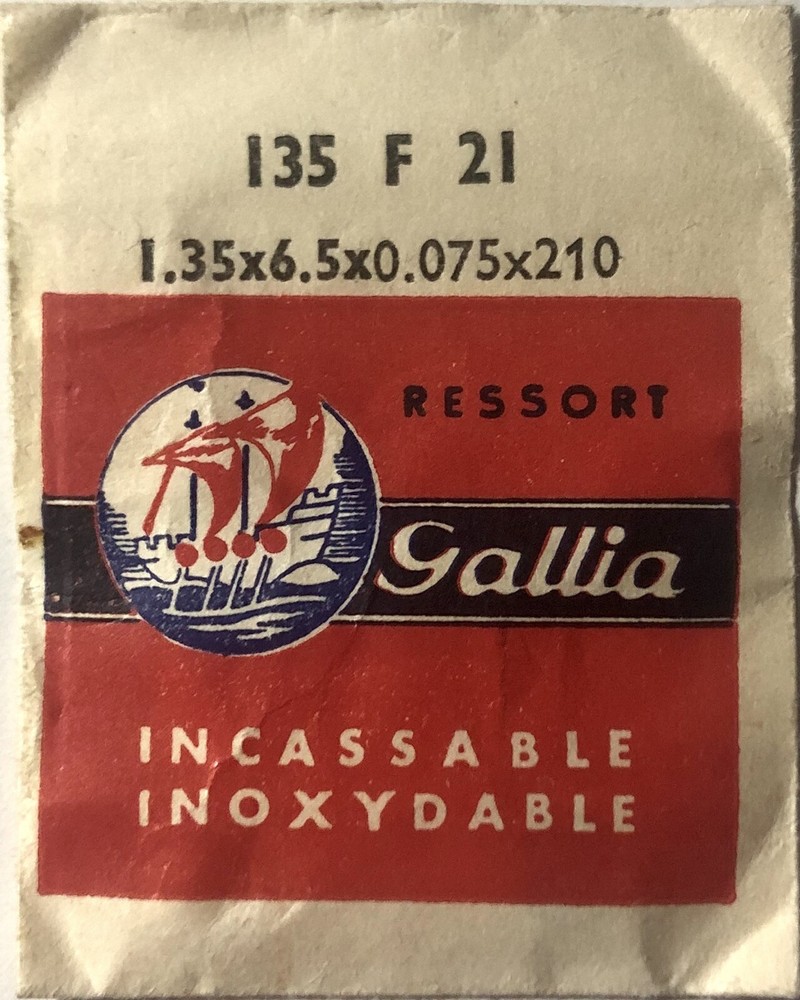 135 F 21
1.35x6.5x0.075x210
RESSORT
Gallia
INCASSABLE
INOXYDABLE